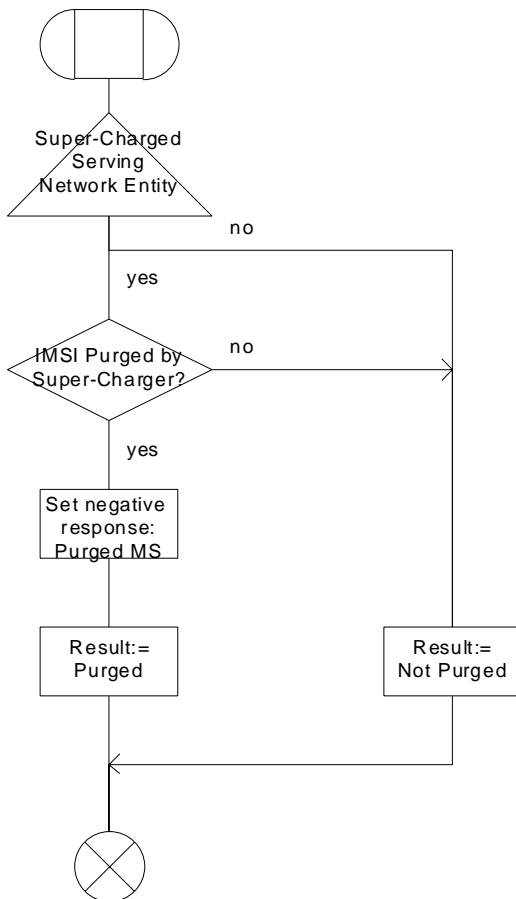 Super-Charged
Serving
Network Entity
no
yes
IMSI Purged by
Super-Charger?
no
yes
Set negative
response:
Purged MS
Result:=
Purged
Result:=
Not Purged